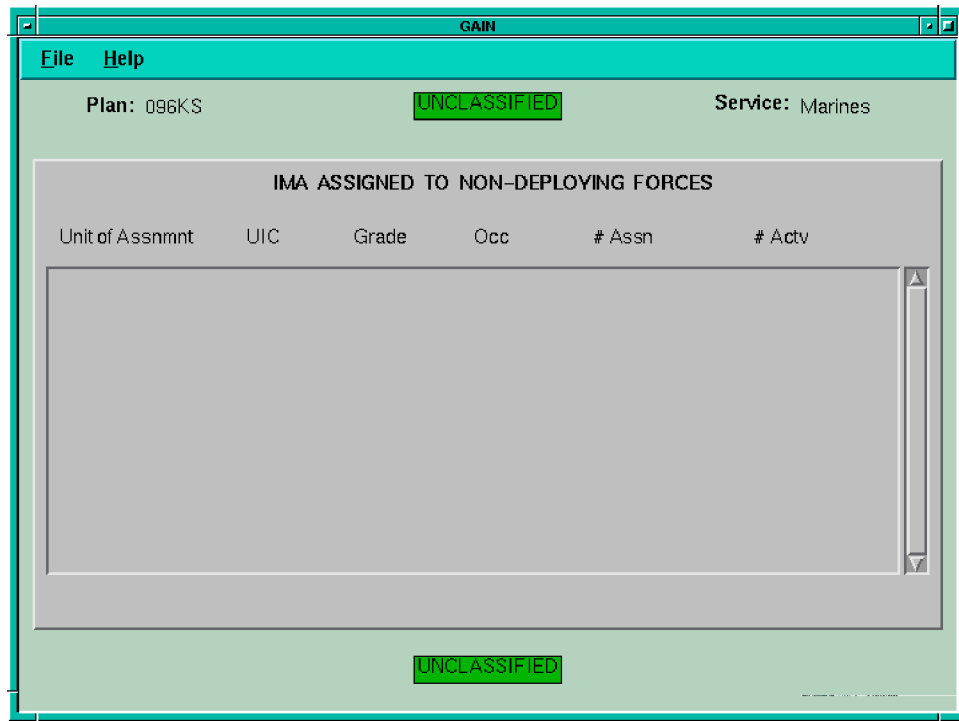 GAIN
File Help
Plan: 096KS UNCLASSIFIED Service: Marines
IMA ASSIGNED TO NON-DEPLOYING FORCES
Unit of Assnmnt UIC Grade Occ # Assn # Actv
UNCLASSIFIED